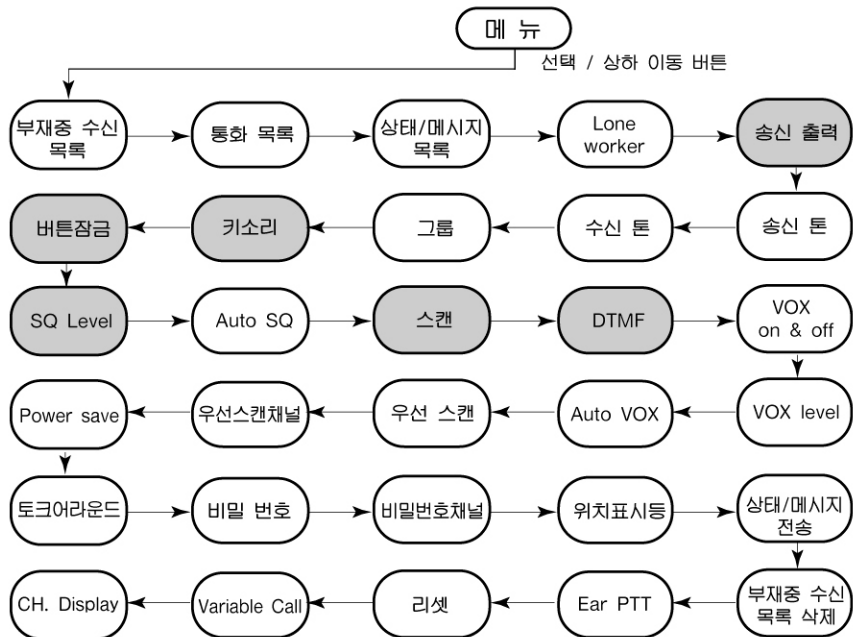 메 뉴
선택 / 상하 이동 버튼
부재중 수신
목록
통화 목록
상태/메시지
목록
Lone
worker
송신 출력
버튼잠금
키소리
그룹
수신 톤
송신 톤
SQ Level
Auto SQ
스캔
DTMF
VOX
on & off
Power save
우선스캔채널
우선 스캔
Auto VOX
VOX level
토크어라운드
비밀 번호
비밀번호채널
위치표시등
상태/메시지
전송
CH. Display
Variable Call
리셋
Ear PTT
부재중 수신
목록 삭제